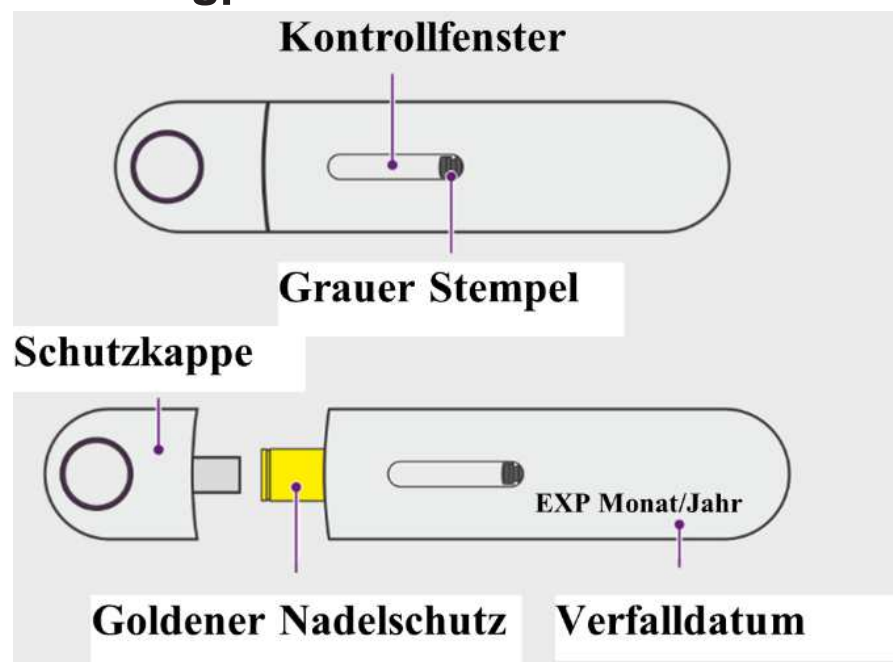 Kontrollfenster
Grauer Stempel
Schutzkappe
EXP Monat/Jahr
Goldener Nadelschutz
Verfalldatum